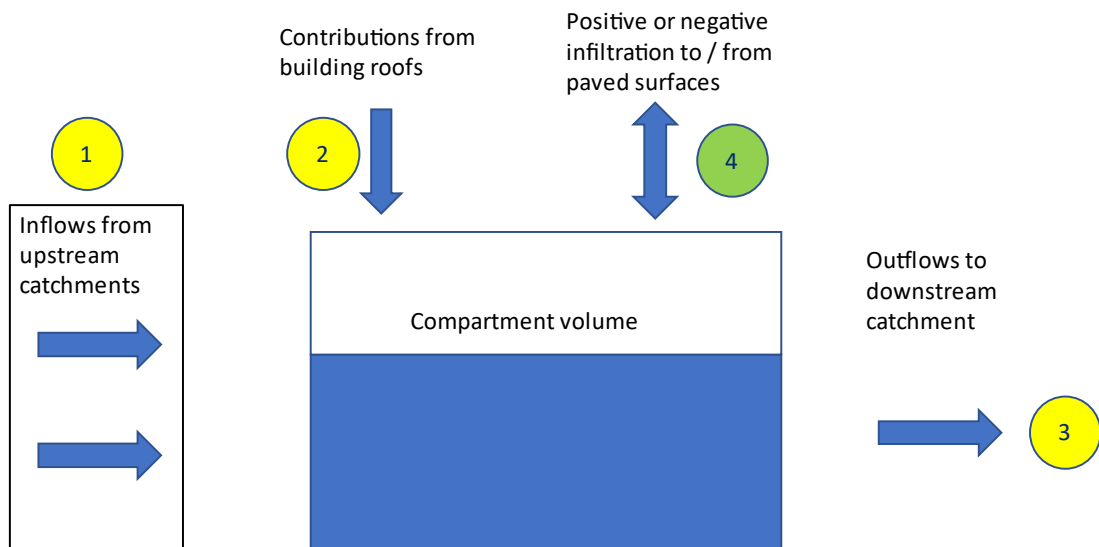 Contributions from
building roofs
Positive or negative
infiltration to / from
paved surfaces
1
2
4
Inflows from
upstream
catchments
Compartment volume
Outflows to
downstream
catchment
3